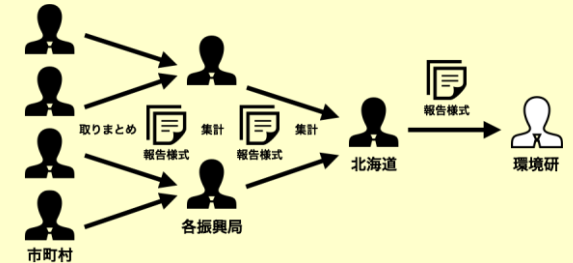 取りまとめ
報告様式
集計
報告様式
集計
報告様式
市町村
各振興局
北海道
環境研